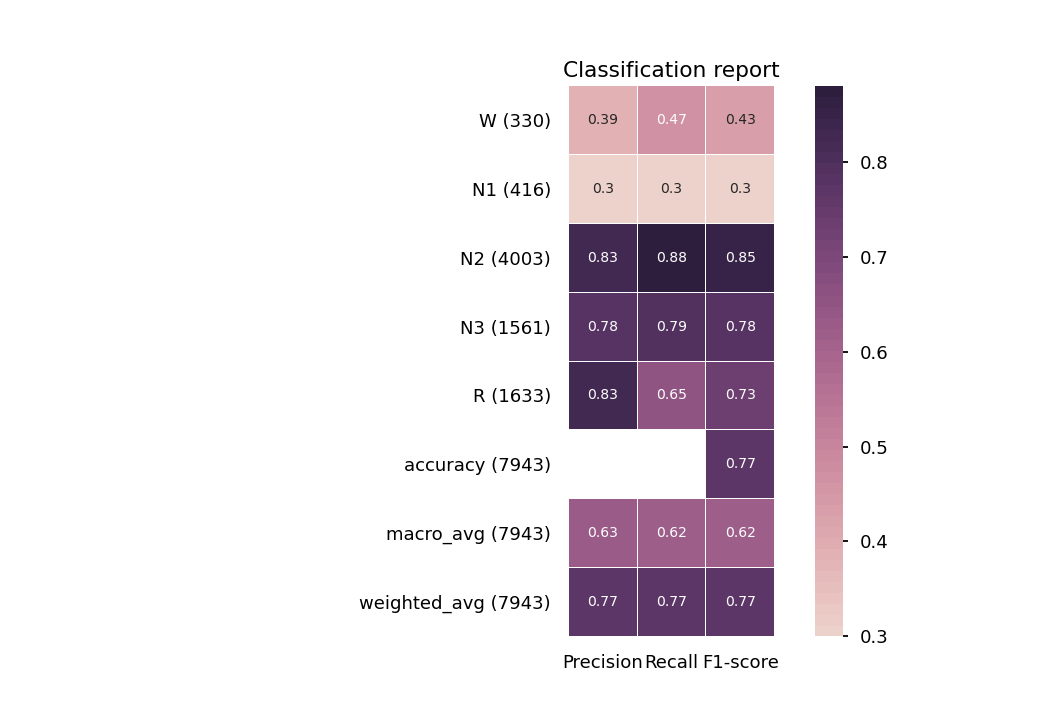 Classification report
W (330) 0.39 0.47 0.43
N1 (416) 0.3 0.3 0.3
N2 (4003) 0.83 0.88 0.85
N3 (1561) 0.78 0.79 0.78
R (1633) 0.83 0.65 0.73
accuracy (7943) 0.77
macro_avg (7943) 0.63 0.62 0.62
weighted_avg (7943) 0.77 0.77 0.77
Precision Recall F1-score
0.8
0.7
0.6
0.5
0.4
0.3